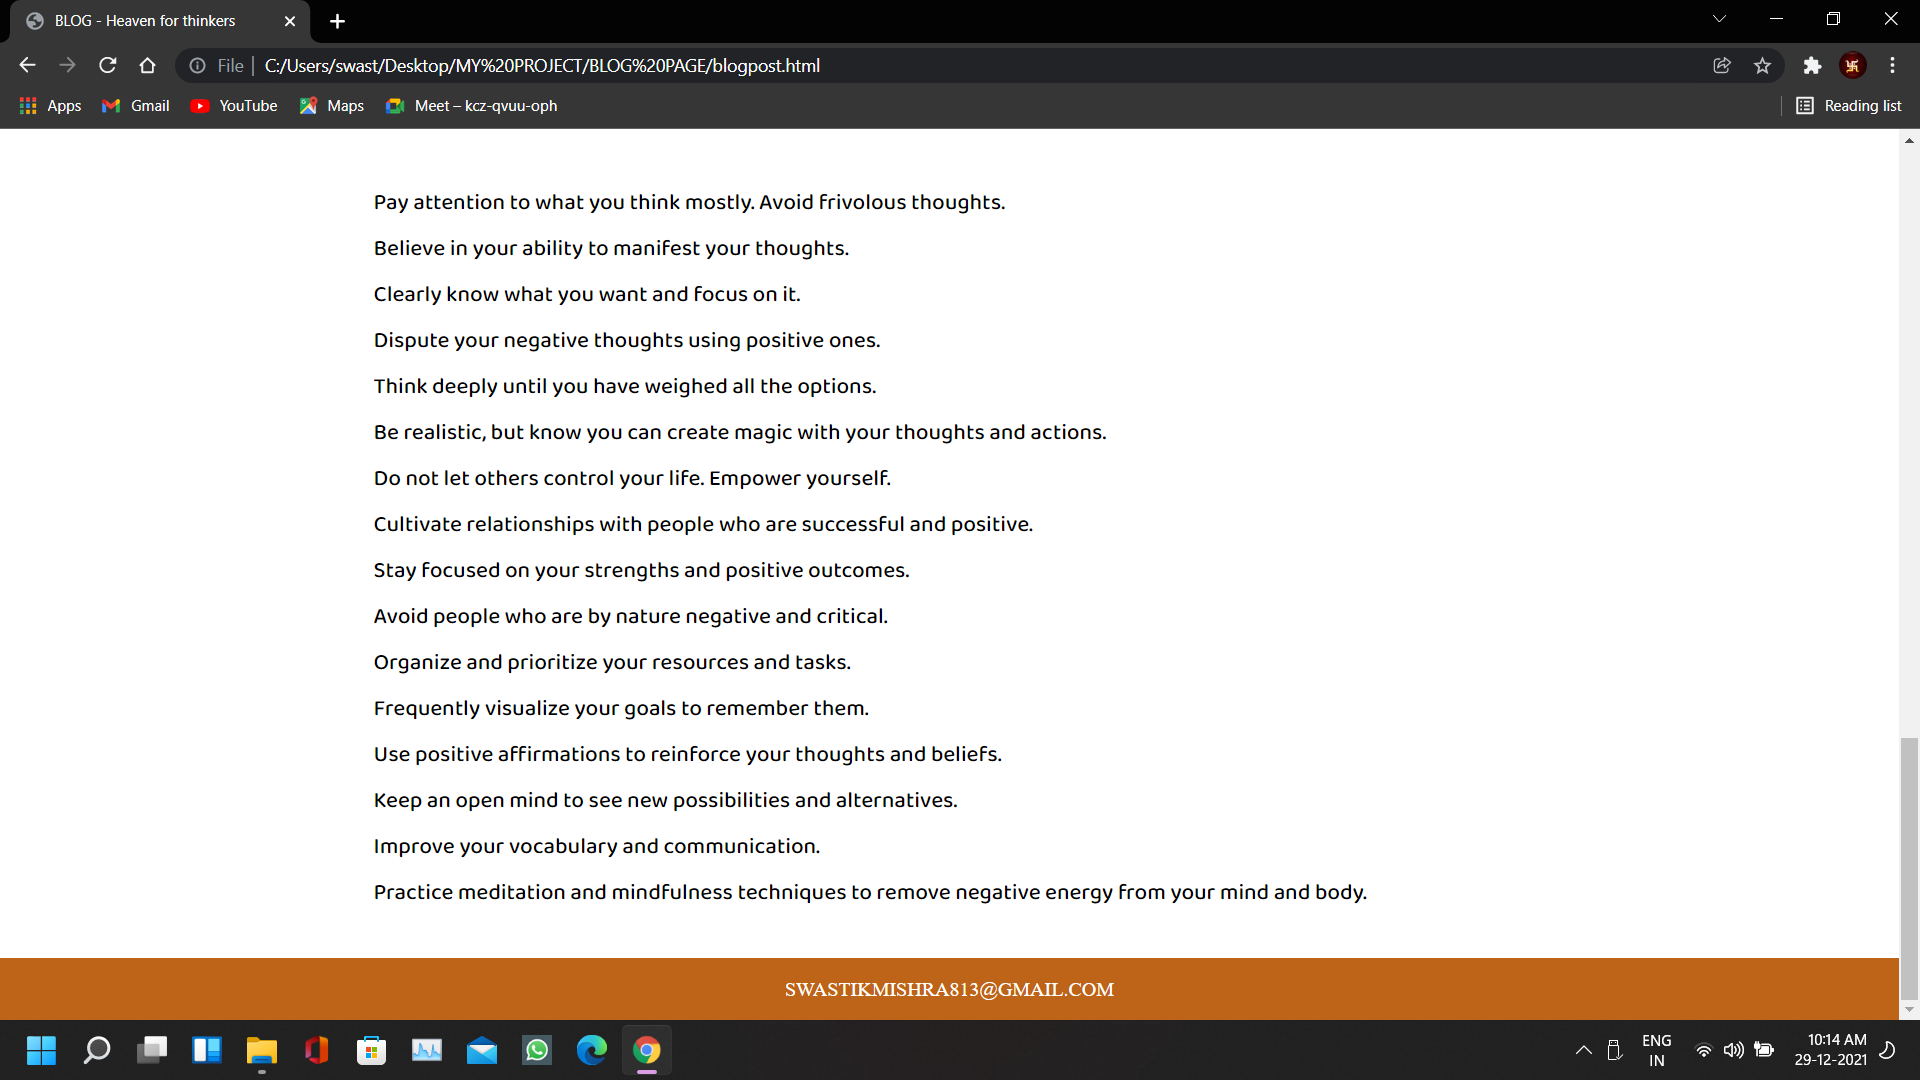 BLOG - Heaven for thinkers
File | C:/Users/swast/Desktop/MY%20PROJECT/BLOG%20PAGE/blogpost.html
Apps Gmail YouTube Maps Meet – kcz-qvuu-oph Reading list
Pay attention to what you think mostly. Avoid frivolous thoughts.
Believe in your ability to manifest your thoughts.
Clearly know what you want and focus on it.
Dispute your negative thoughts using positive ones.
Think deeply until you have weighed all the options.
Be realistic, but know you can create magic with your thoughts and actions.
Do not let others control your life. Empower yourself.
Cultivate relationships with people who are successful and positive.
Stay focused on your strengths and positive outcomes.
Avoid people who are by nature negative and critical.
Organize and prioritize your resources and tasks.
Frequently visualize your goals to remember them.
Use positive affirmations to reinforce your thoughts and beliefs.
Keep an open mind to see new possibilities and alternatives.
Improve your vocabulary and communication.
Practice meditation and mindfulness techniques to remove negative energy from your mind and body.
SWASTIKMISHRA813@GMAIL.COM
ENG 10:14 AM
IN 29-12-2021